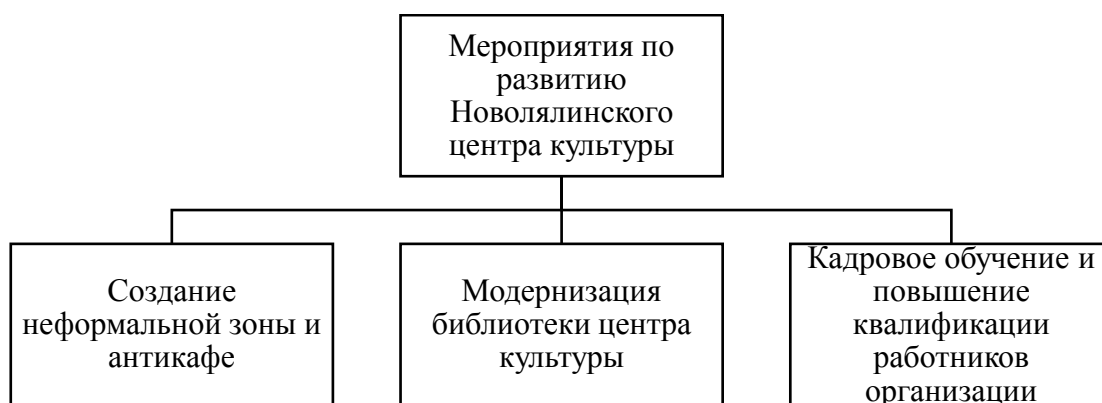 Мероприятия по
развитию
Новолялинского
центра культуры
Создание
неформальной зоны и
антикафе
Модернизация
библиотеки центра
культуры
Кадровое обучение и
повышение
квалификации
работников
организации